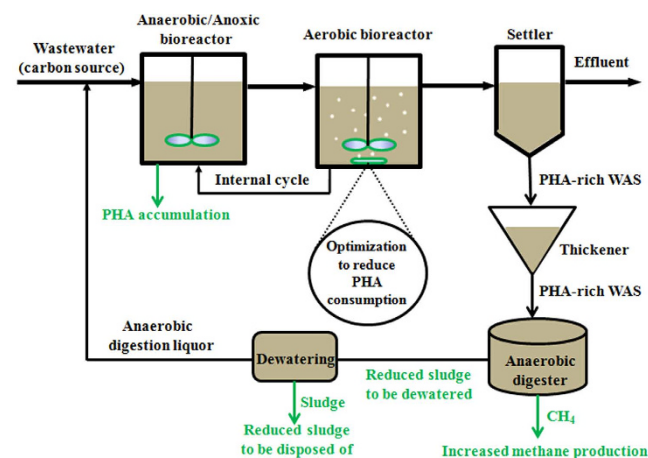 Anaerobic/Anoxic
bioreactor
Aerobic bioreactor
Settler
Wastewater
(carbon source)
Effluent
Internal cycle
PHA-rich WAS
PHA accumulation
Optimization
to reduce
PHA
consumption
Thickener
PHA-rich WAS
Anaerobic
digestion liquor
Dewatering
Reduced sludge
to be dewatered
Anaerobic
digester
Sludge
Reduced sludge
to be disposed of
CH₄
Increased methane production